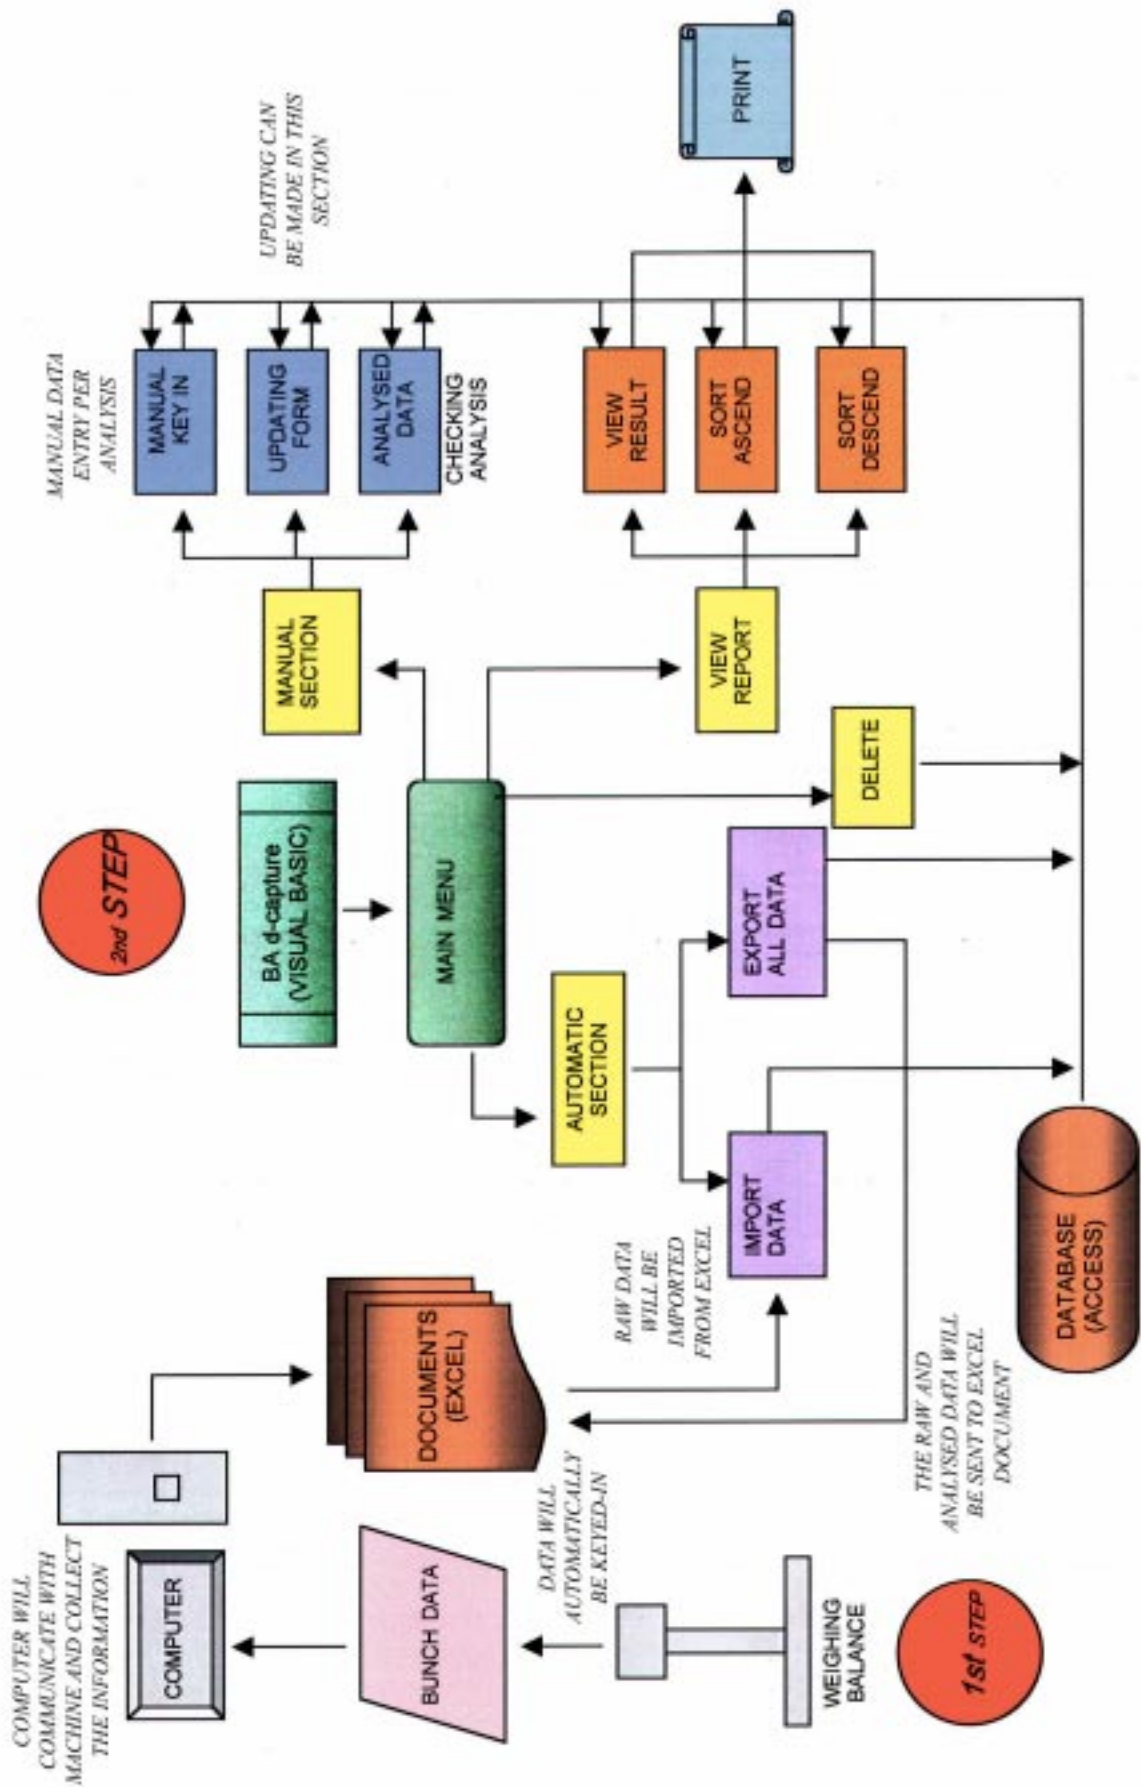 COMPUTER WILL
COMMUNICATE WITH
MACHINE AND COLLECT
THE INFORMATION
COMPUTER
BUNCH DATA
DATA WILL
AUTOMATICALLY
BE KEYED-IN
WEIGHING
BALANCE
1st STEP
DOCUMENTS
(EXCEL)
RAW DATA
WILL BE
IMPORTED
FROM EXCEL
THE RAW AND
ANALYSED DATA WILL
BE SENT TO EXCEL
DOCUMENT
2nd STEP
BA d-capture
(VISUAL BASIC)
MAIN MENU
AUTOMATIC
SECTION
IMPORT
DATA
EXPORT
ALL DATA
DELETE
DATABASE
(ACCESS)
MANUAL
SECTION
VIEW
REPORT
MANUAL DATA
ENTRY PER
ANALYSIS
MANUAL
KEY IN
UPDATING
FORM
ANALYSED
DATA
CHECKING
ANALYSIS
UPDATING CAN
BE MADE IN THIS
SECTION
VIEW
RESULT
SORT
ASCEND
SORT
DESCEND
PRINT